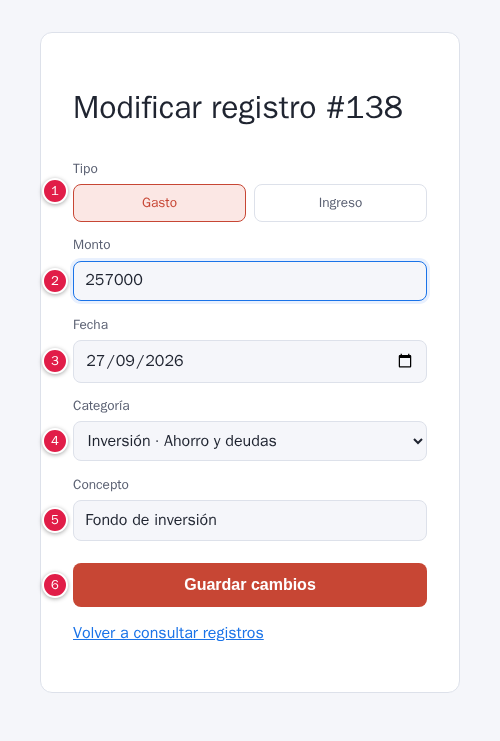 Modificar registro #138
Tipo
1
Gasto
Ingreso
Monto
2
257000
Fecha
3
27/09/2026
Categoría
4
Inversión · Ahorro y deudas
Concepto
5
Fondo de inversión
6
Guardar cambios
Volver a consultar registros